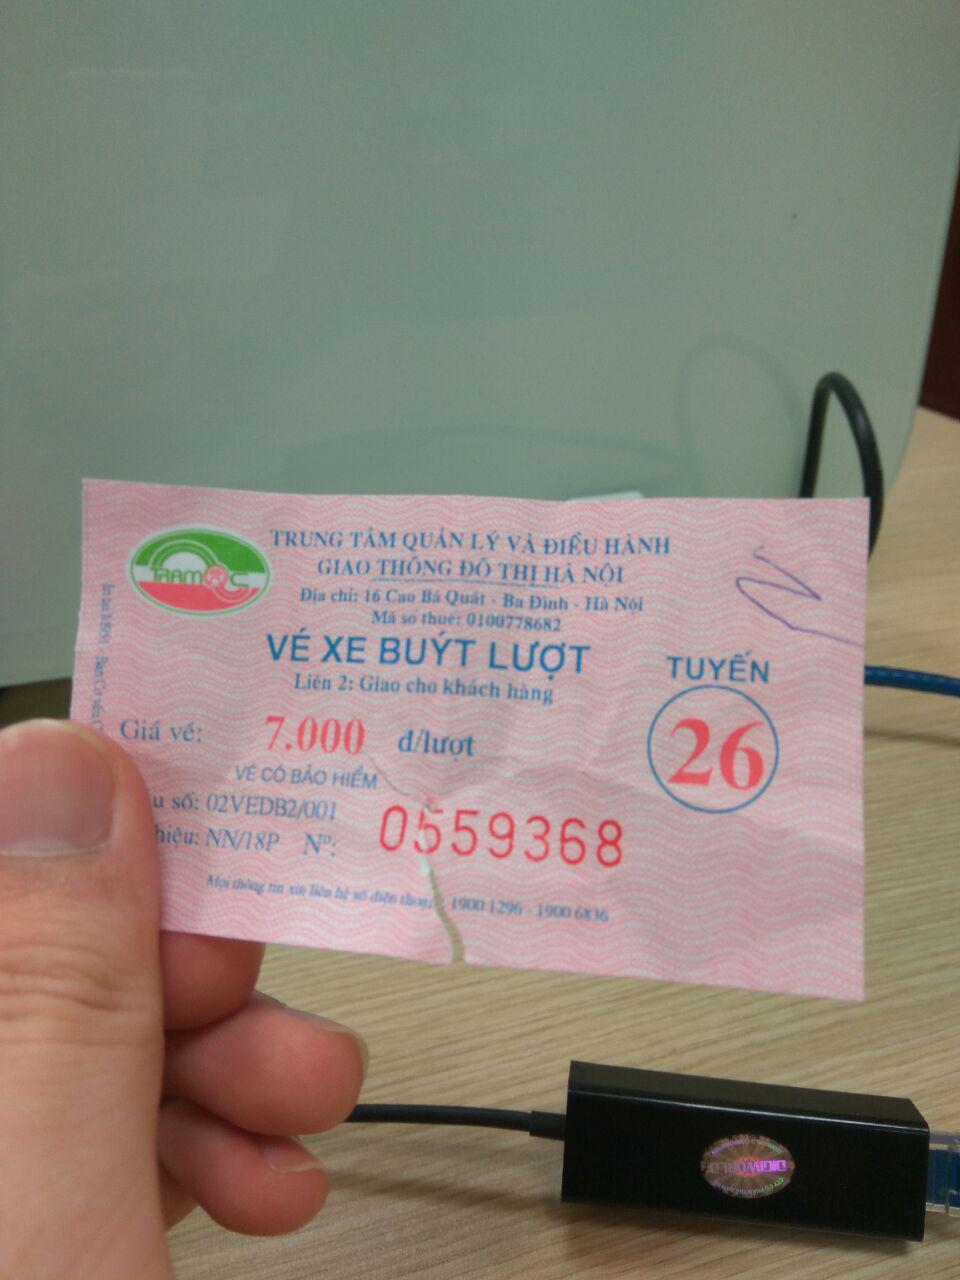 TRAMOC
TRUNG TÂM QUẢN LÝ VÀ ĐIỀU HÀNH
GIAO THÔNG ĐÔ THỊ HÀ NỘI
Địa chỉ: 16 Cao Bá Quát - Ba Đình - Hà Nội
Mã số thuế: 0100778682
VÉ XE BUÝT LƯỢT
Liên 2: Giao cho khách hàng
TUYẾN
26
Giá vé: 7.000 đ/lượt
VÉ CÓ BẢO HIỂM
u số: 02VEDB2/001
hiệu: NN/18P Nº: 0559368
Mọi thông tin xin liên hệ số điện thoại: 1900 1296 - 1900 6836
DIGIWORLD